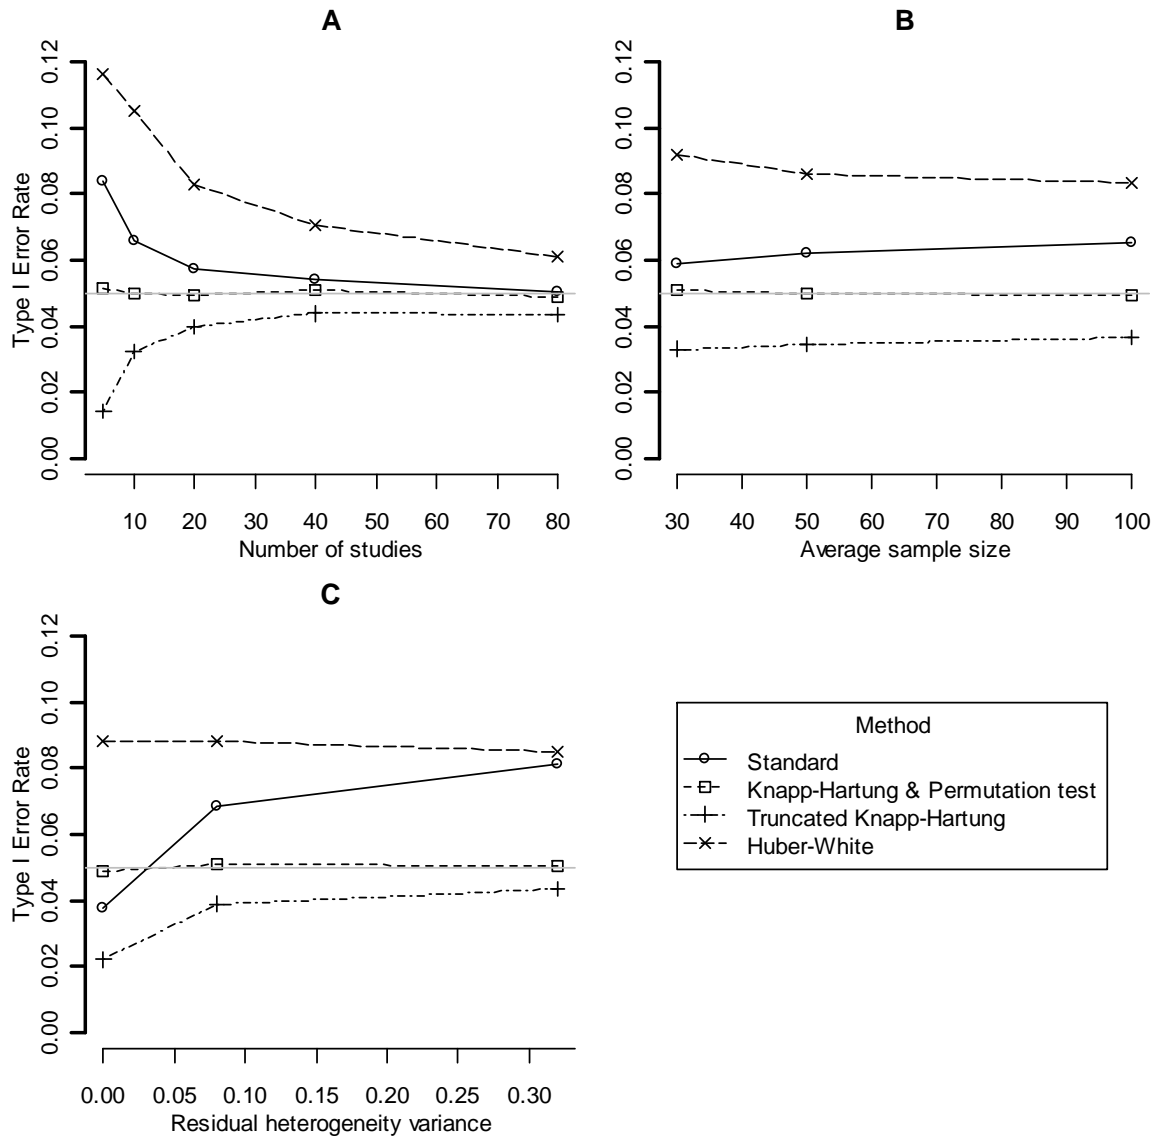 A
Type I Error Rate
0.00 0.02 0.04 0.06 0.08 0.10 0.12
10 20 30 40 50 60 70 80
Number of studies
B
0.00 0.02 0.04 0.06 0.08 0.10 0.12
30 40 50 60 70 80 90 100
Average sample size
C
Type I Error Rate
0.00 0.02 0.04 0.06 0.08 0.10 0.12
0.00 0.05 0.10 0.15 0.20 0.25 0.30
Residual heterogeneity variance
Method
Standard
Knapp-Hartung & Permutation test
Truncated Knapp-Hartung
Huber-White